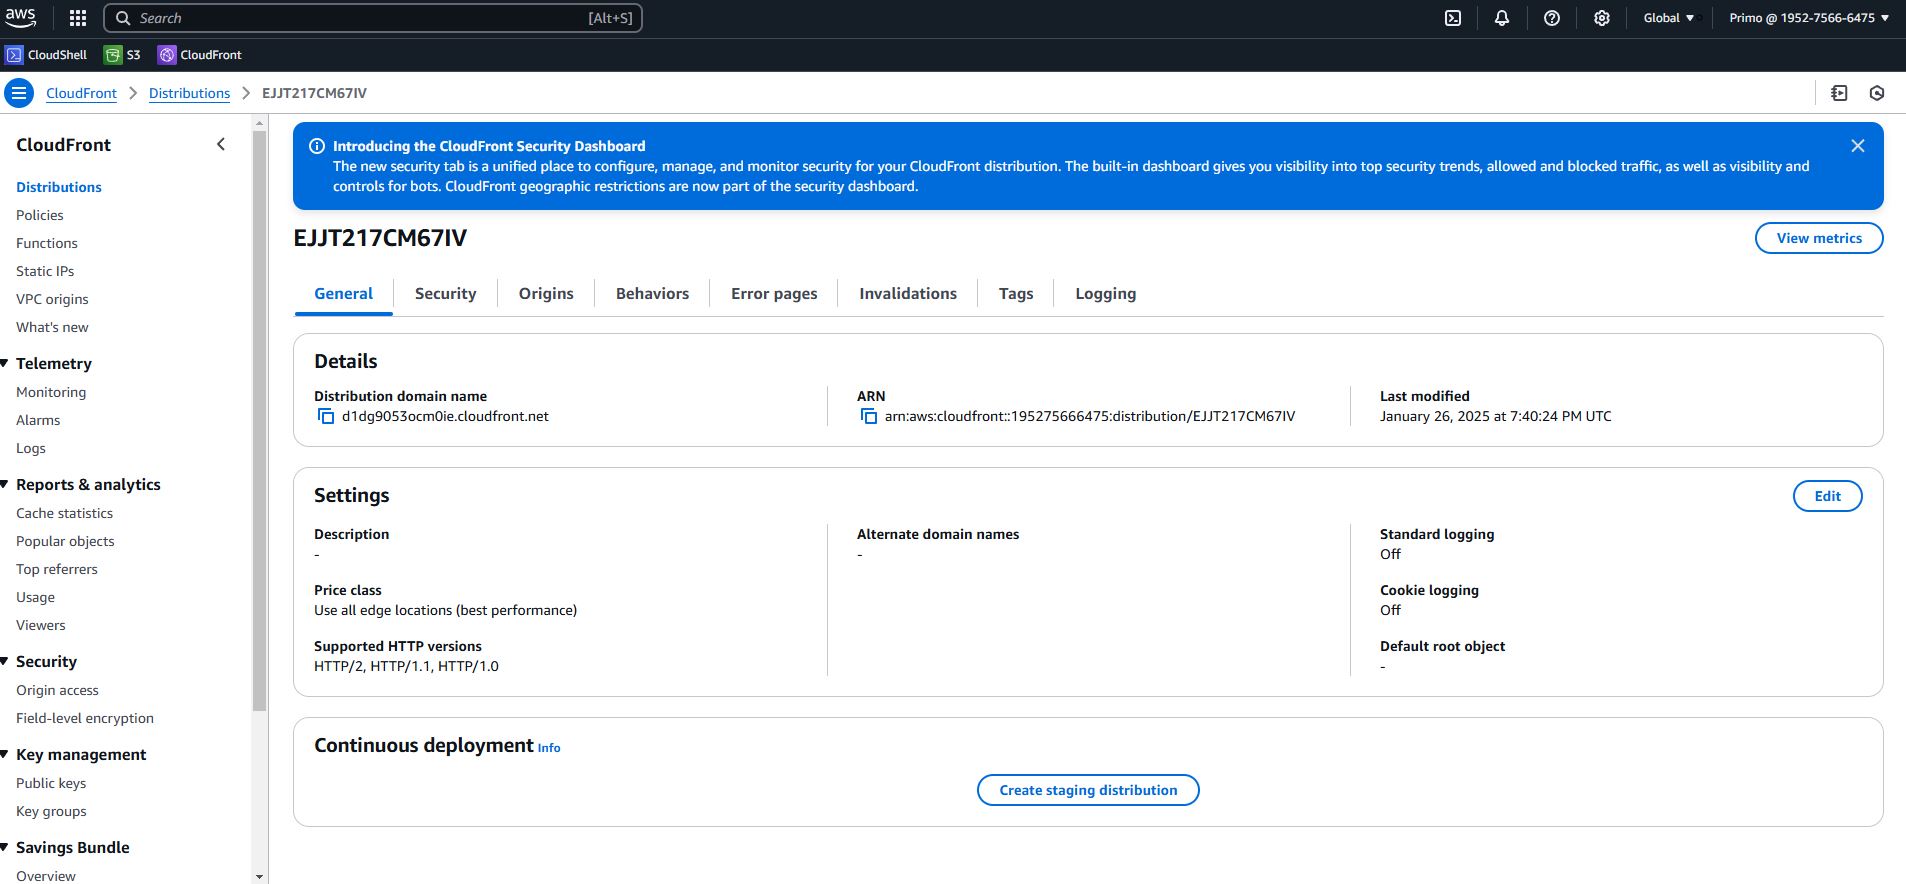 aws
Search
[Alt+S]
Global
Primo @ 1952-7566-6475
CloudShell
S3
CloudFront
CloudFront
Distributions
EJJT217CM67IV
CloudFront
Distributions
Policies
Functions
Static IPs
VPC origins
What's new
Telemetry
Monitoring
Alarms
Logs
Reports & analytics
Cache statistics
Popular objects
Top referrers
Usage
Viewers
Security
Origin access
Field-level encryption
Key management
Public keys
Key groups
Savings Bundle
Overview
Introducing the CloudFront Security Dashboard
The new security tab is a unified place to configure, manage, and monitor security for your CloudFront distribution. The built-in dashboard gives you visibility into top security trends, allowed and blocked traffic, as well as visibility and
controls for bots. CloudFront geographic restrictions are now part of the security dashboard.
EJJT217CM67IV
View metrics
General
Security
Origins
Behaviors
Error pages
Invalidations
Tags
Logging
Details
Distribution domain name
d1dg9053ocm0ie.cloudfront.net
ARN
arn:aws:cloudfront::195275666475:distribution/EJJT217CM67IV
Last modified
January 26, 2025 at 7:40:24 PM UTC
Settings
Edit
Description
-
Price class
Use all edge locations (best performance)
Supported HTTP versions
HTTP/2, HTTP/1.1, HTTP/1.0
Alternate domain names
-
Standard logging
Off
Cookie logging
Off
Default root object
-
Continuous deployment Info
Create staging distribution